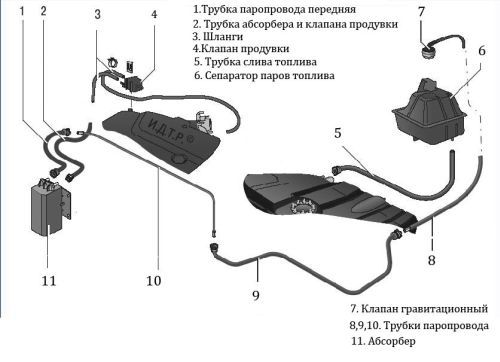 1.Трубка паропровода передняя
2. Трубка абсорбера и клапана продувки
3. Шланги
4.Клапан продувки
5. Трубка слива топлива
6. Сепаратор паров топлива
1 2 3 4 7
И.Д.Т.Р.©
6
5
11 10 9 8
7. Клапан гравитационный
8,9,10. Трубки паропровода
11. Абсорбер